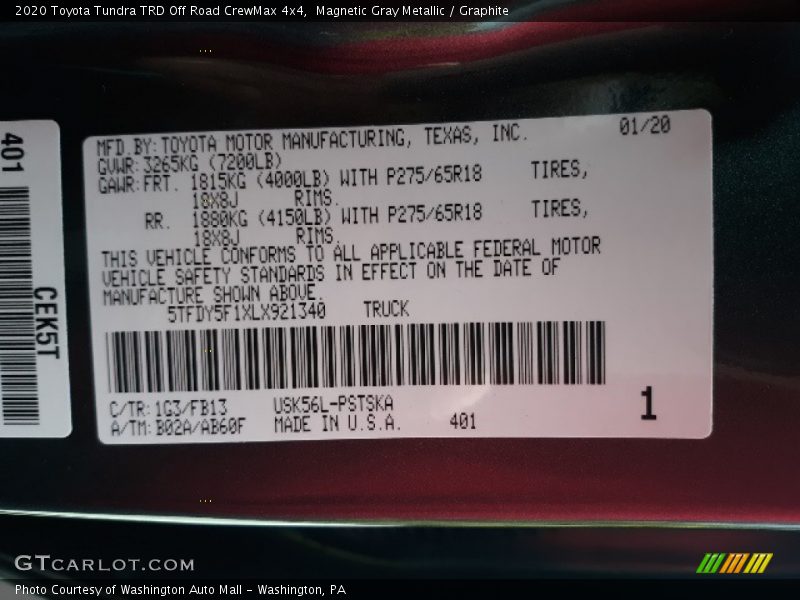 2020 Toyota Tundra TRD Off Road CrewMax 4x4,  Magnetic Gray Metallic / Graphite
MFD.BY: TOYOTA MOTOR MANUFACTURING, TEXAS, INC. 01/20
GVWR: 3265KG (7200LB)
GAWR: FRT. 1815KG (4000LB) WITH P275/65R18 TIRES,
18X8J RIMS.
RR. 1880KG (4150LB) WITH P275/65R18 TIRES,
18X8J RIMS.
THIS VEHICLE CONFORMS TO ALL APPLICABLE FEDERAL MOTOR
VEHICLE SAFETY STANDARDS IN EFFECT ON THE DATE OF
MANUFACTURE SHOWN ABOVE.
5TFDY5F1XLX921340 TRUCK
C/TR: 1G3/FB13 USK56L-PSTSKA
A/TM: B02A/AB60F MADE IN U.S.A. 401
1
401
CEK5T
GTCARLOT.COM
Photo Courtesy of Washington Auto Mall - Washington, PA